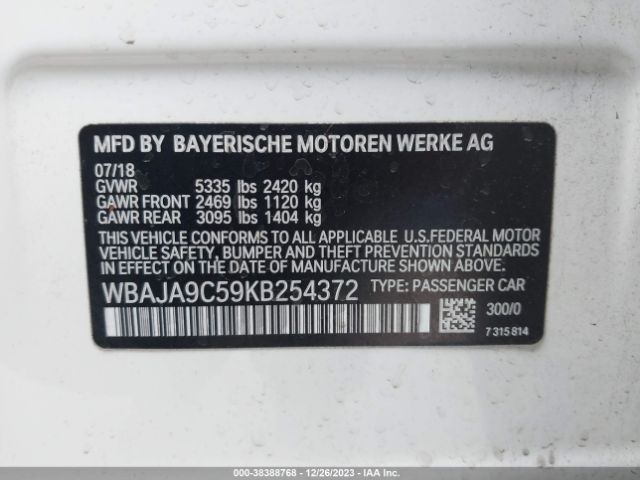 MFD BY BAYERISCHE MOTOREN WERKE AG
07/18
GVWR 5335 lbs 2420 kg
GAWR FRONT 2469 lbs 1120 kg
GAWR REAR 3095 lbs 1404 kg
THIS VEHICLE CONFORMS TO ALL APPLICABLE U.S.FEDERAL MOTOR
VEHICLE SAFETY, BUMPER AND THEFT PREVENTION STANDARDS
IN EFFECT ON THE DATE OF MANUFACTURE SHOWN ABOVE.
WBAJA9C59KB254372 TYPE: PASSENGER CAR
300/0
7 315 814
000-38388768 - 12/26/2023 - IAA Inc.